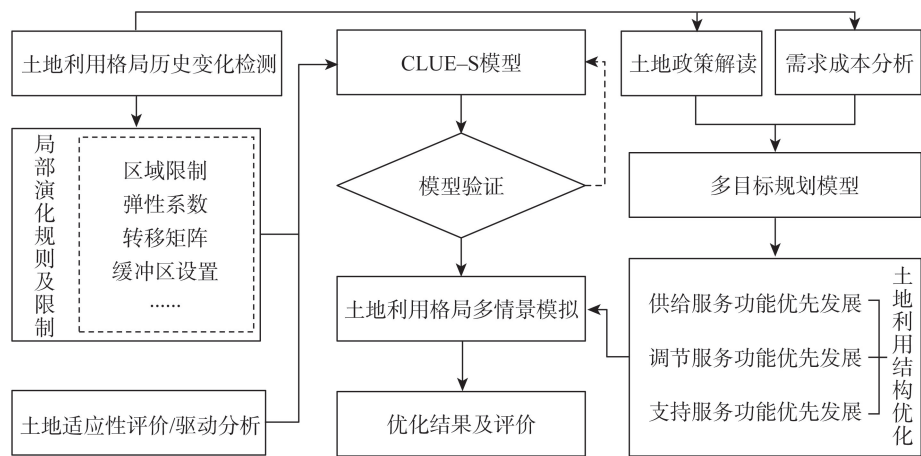 土地利用格局历史变化检测
局部演化规则及限制
区域限制
弹性系数
转移矩阵
缓冲区设置
......
土地适应性评价/驱动分析
CLUE–S模型
模型验证
土地利用格局多情景模拟
优化结果及评价
土地政策解读
需求成本分析
多目标规划模型
供给服务功能优先发展
调节服务功能优先发展
支持服务功能优先发展
土地利用结构优化